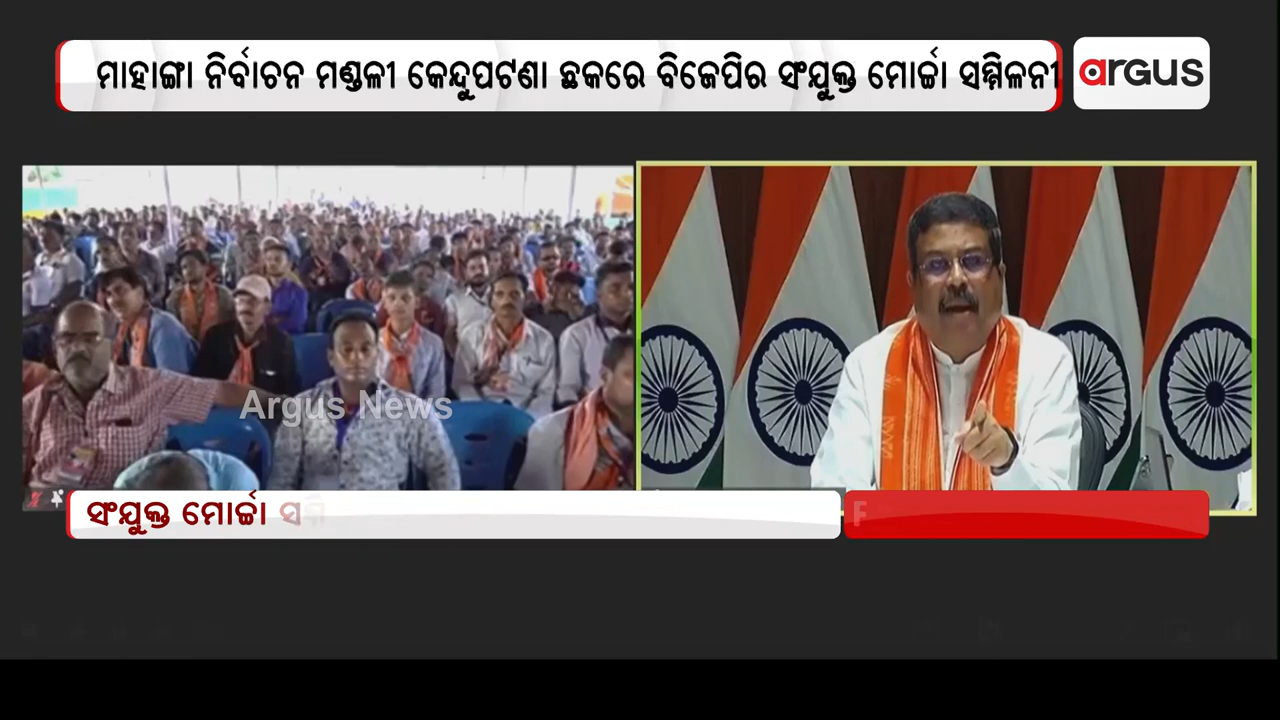 ମାହାଙ୍ଗା ନିର୍ବାଚନ ମଣ୍ଡଳୀ କେନ୍ଦୁପଟଣା ଛକରେ ବିଜେପିର ସଂଯୁକ୍ତ ମୋର୍ଚ୍ଚା ସମ୍ମିଳନୀ
argus
Argus News
ସଂଯୁକ୍ତ ମୋର୍ଚ୍ଚା